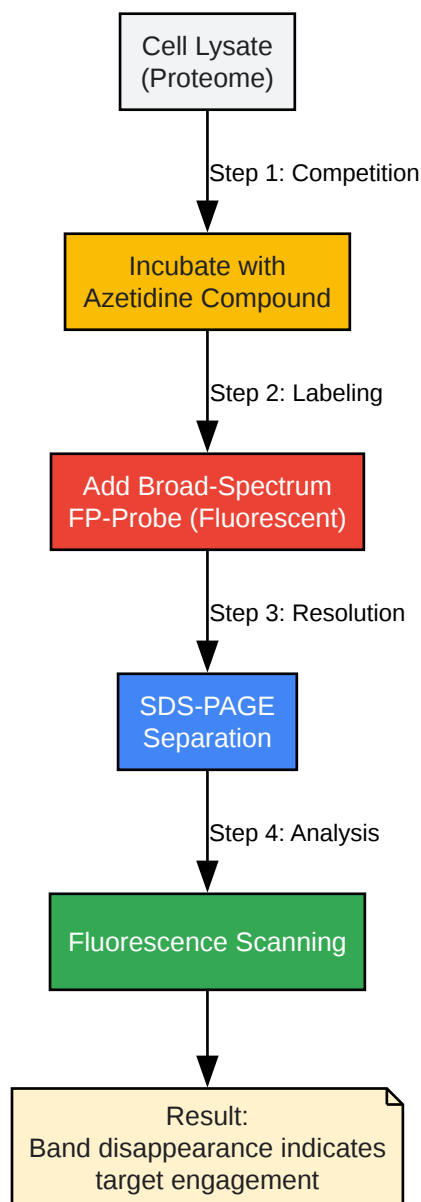 Cell Lysate
(Proteome)
Step 1: Competition
Incubate with
Azetidine Compound
Step 2: Labeling
Add Broad-Spectrum
FP-Probe (Fluorescent)
Step 3: Resolution
SDS-PAGE
Separation
Step 4: Analysis
Fluorescence Scanning
Result:
Band disappearance indicates
target engagement